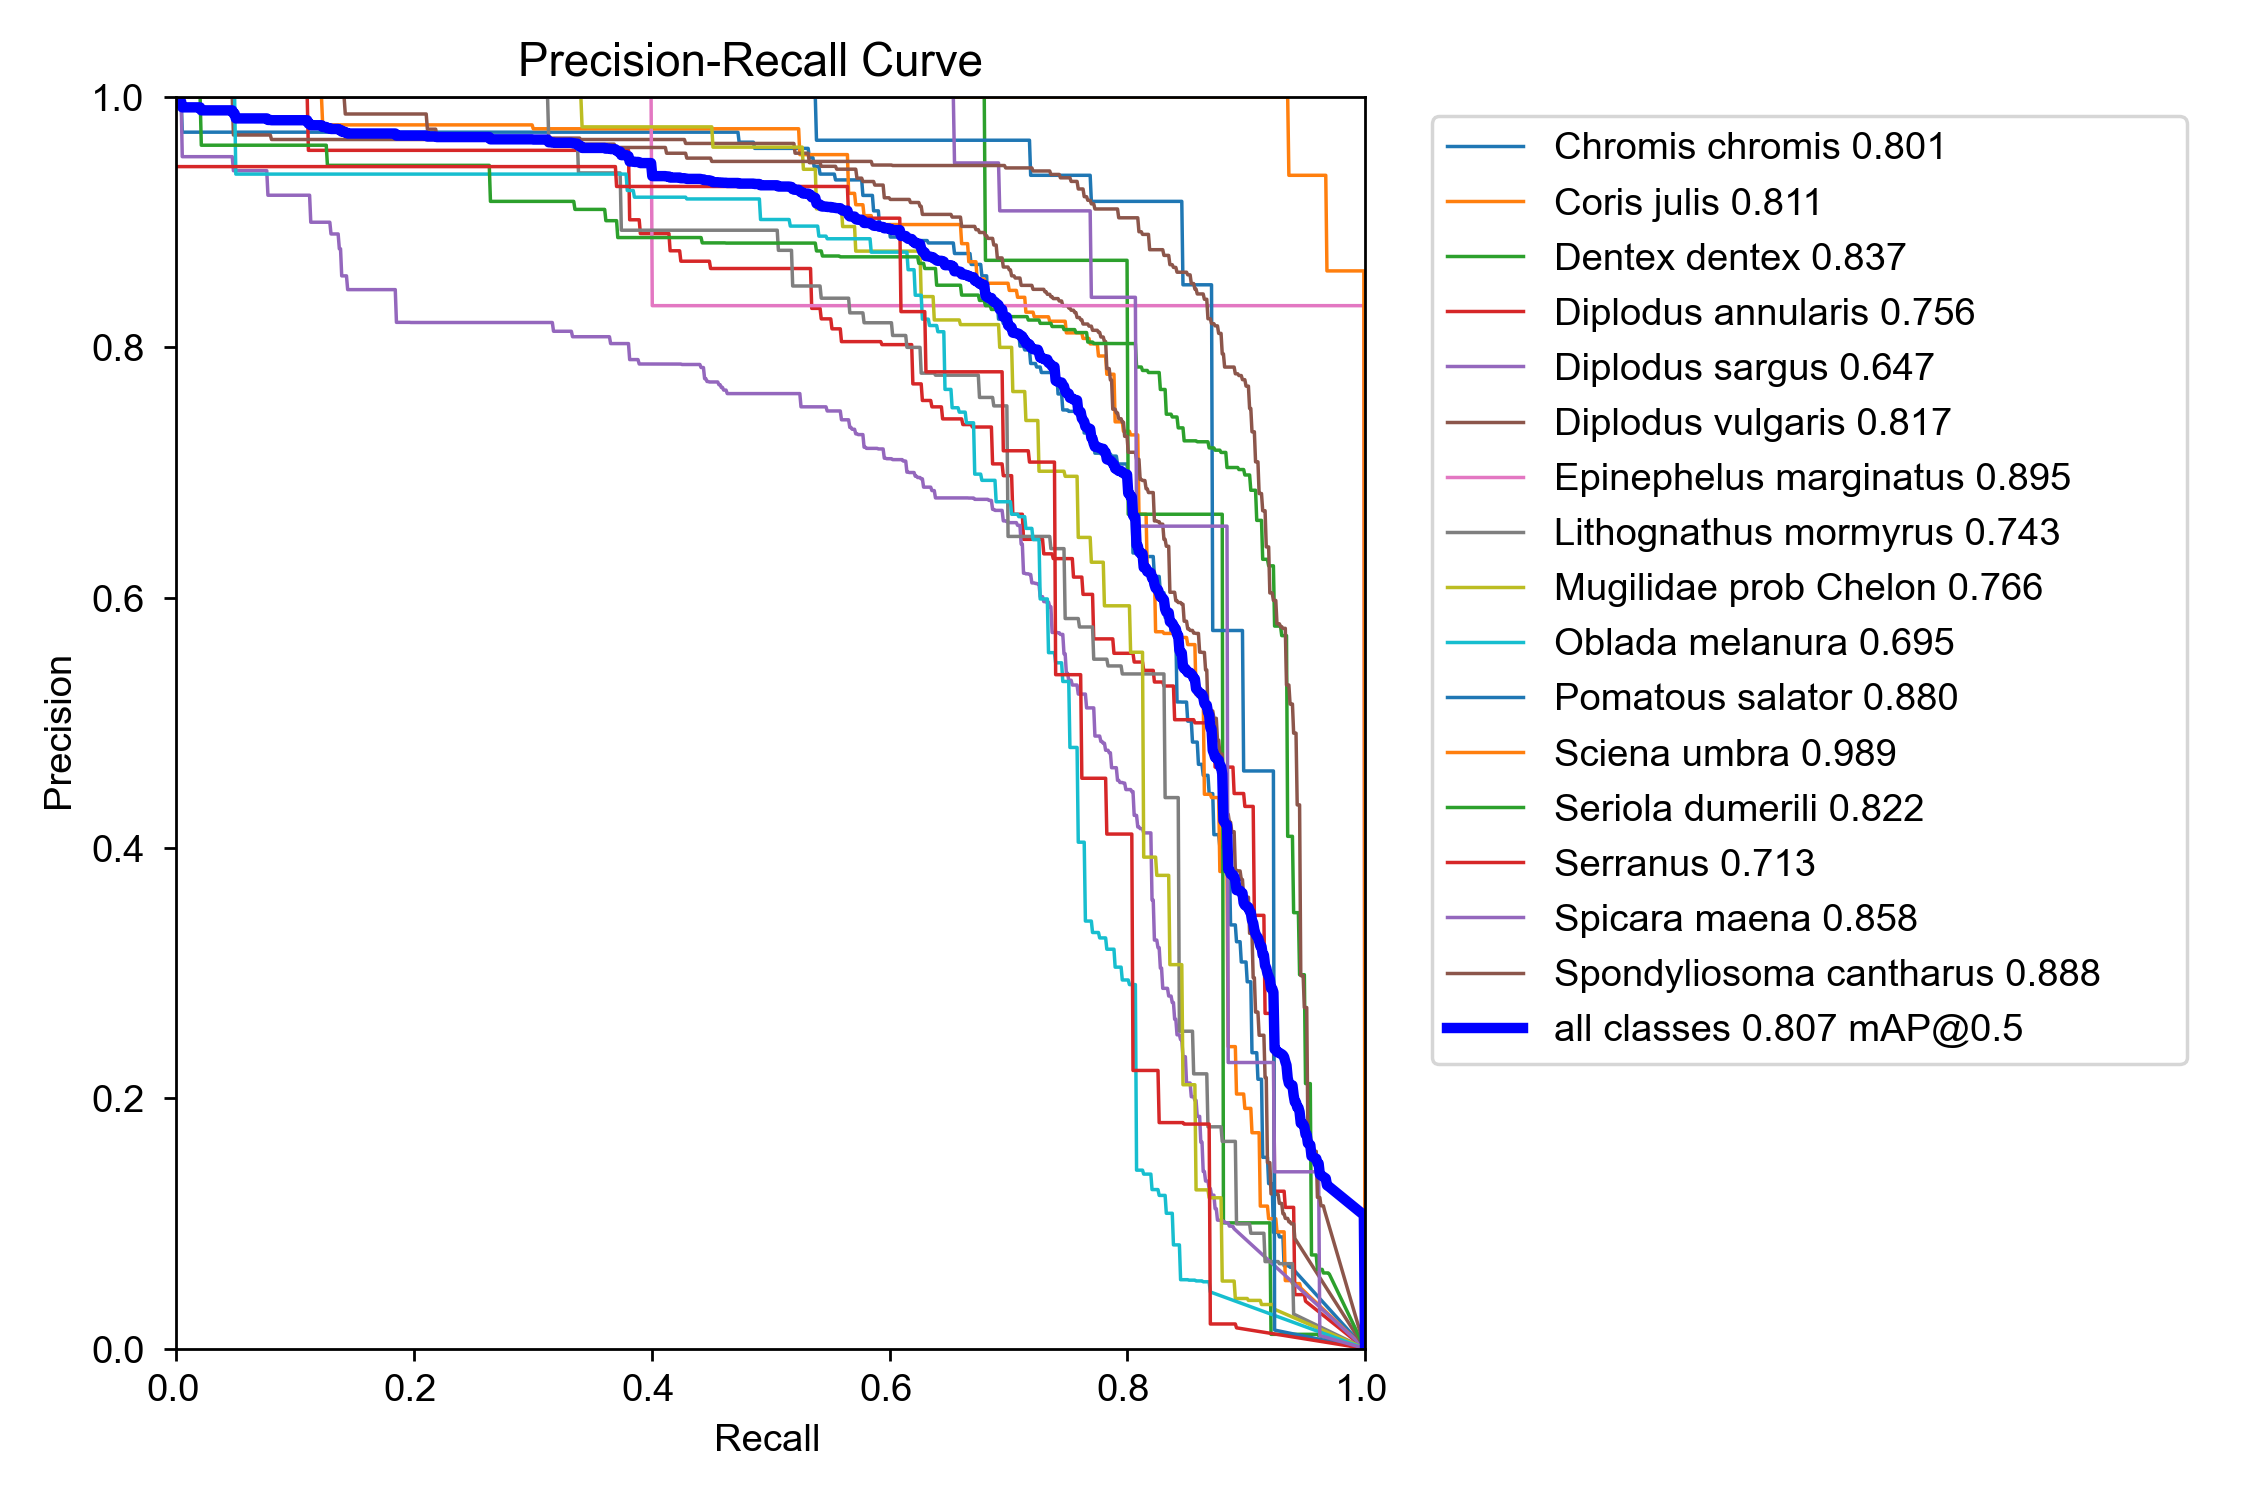 Precision-Recall Curve
1.0
0.8
0.6
0.4
0.2
0.0
Precision
0.0 0.2 0.4 0.6 0.8 1.0
Recall
Chromis chromis 0.801
Coris julis 0.811
Dentex dentex 0.837
Diplodus annularis 0.756
Diplodus sargus 0.647
Diplodus vulgaris 0.817
Epinephelus marginatus 0.895
Lithognathus mormyrus 0.743
Mugilidae prob Chelon 0.766
Oblada melanura 0.695
Pomatous salator 0.880
Sciena umbra 0.989
Seriola dumerili 0.822
Serranus 0.713
Spicara maena 0.858
Spondyliosoma cantharus 0.888
all classes 0.807 mAP@0.5